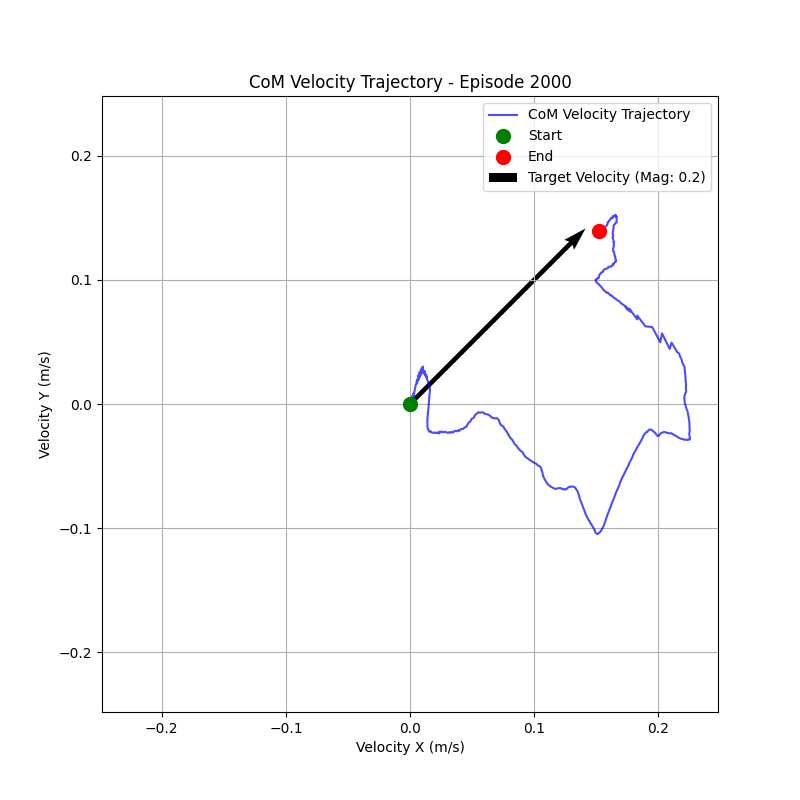 CoM Velocity Trajectory - Episode 2000
CoM Velocity Trajectory
Start
End
Target Velocity (Mag: 0.2)
0.2
0.1
0.0
−0.1
−0.2
Velocity Y (m/s)
−0.2
−0.1
0.0
0.1
0.2
Velocity X (m/s)